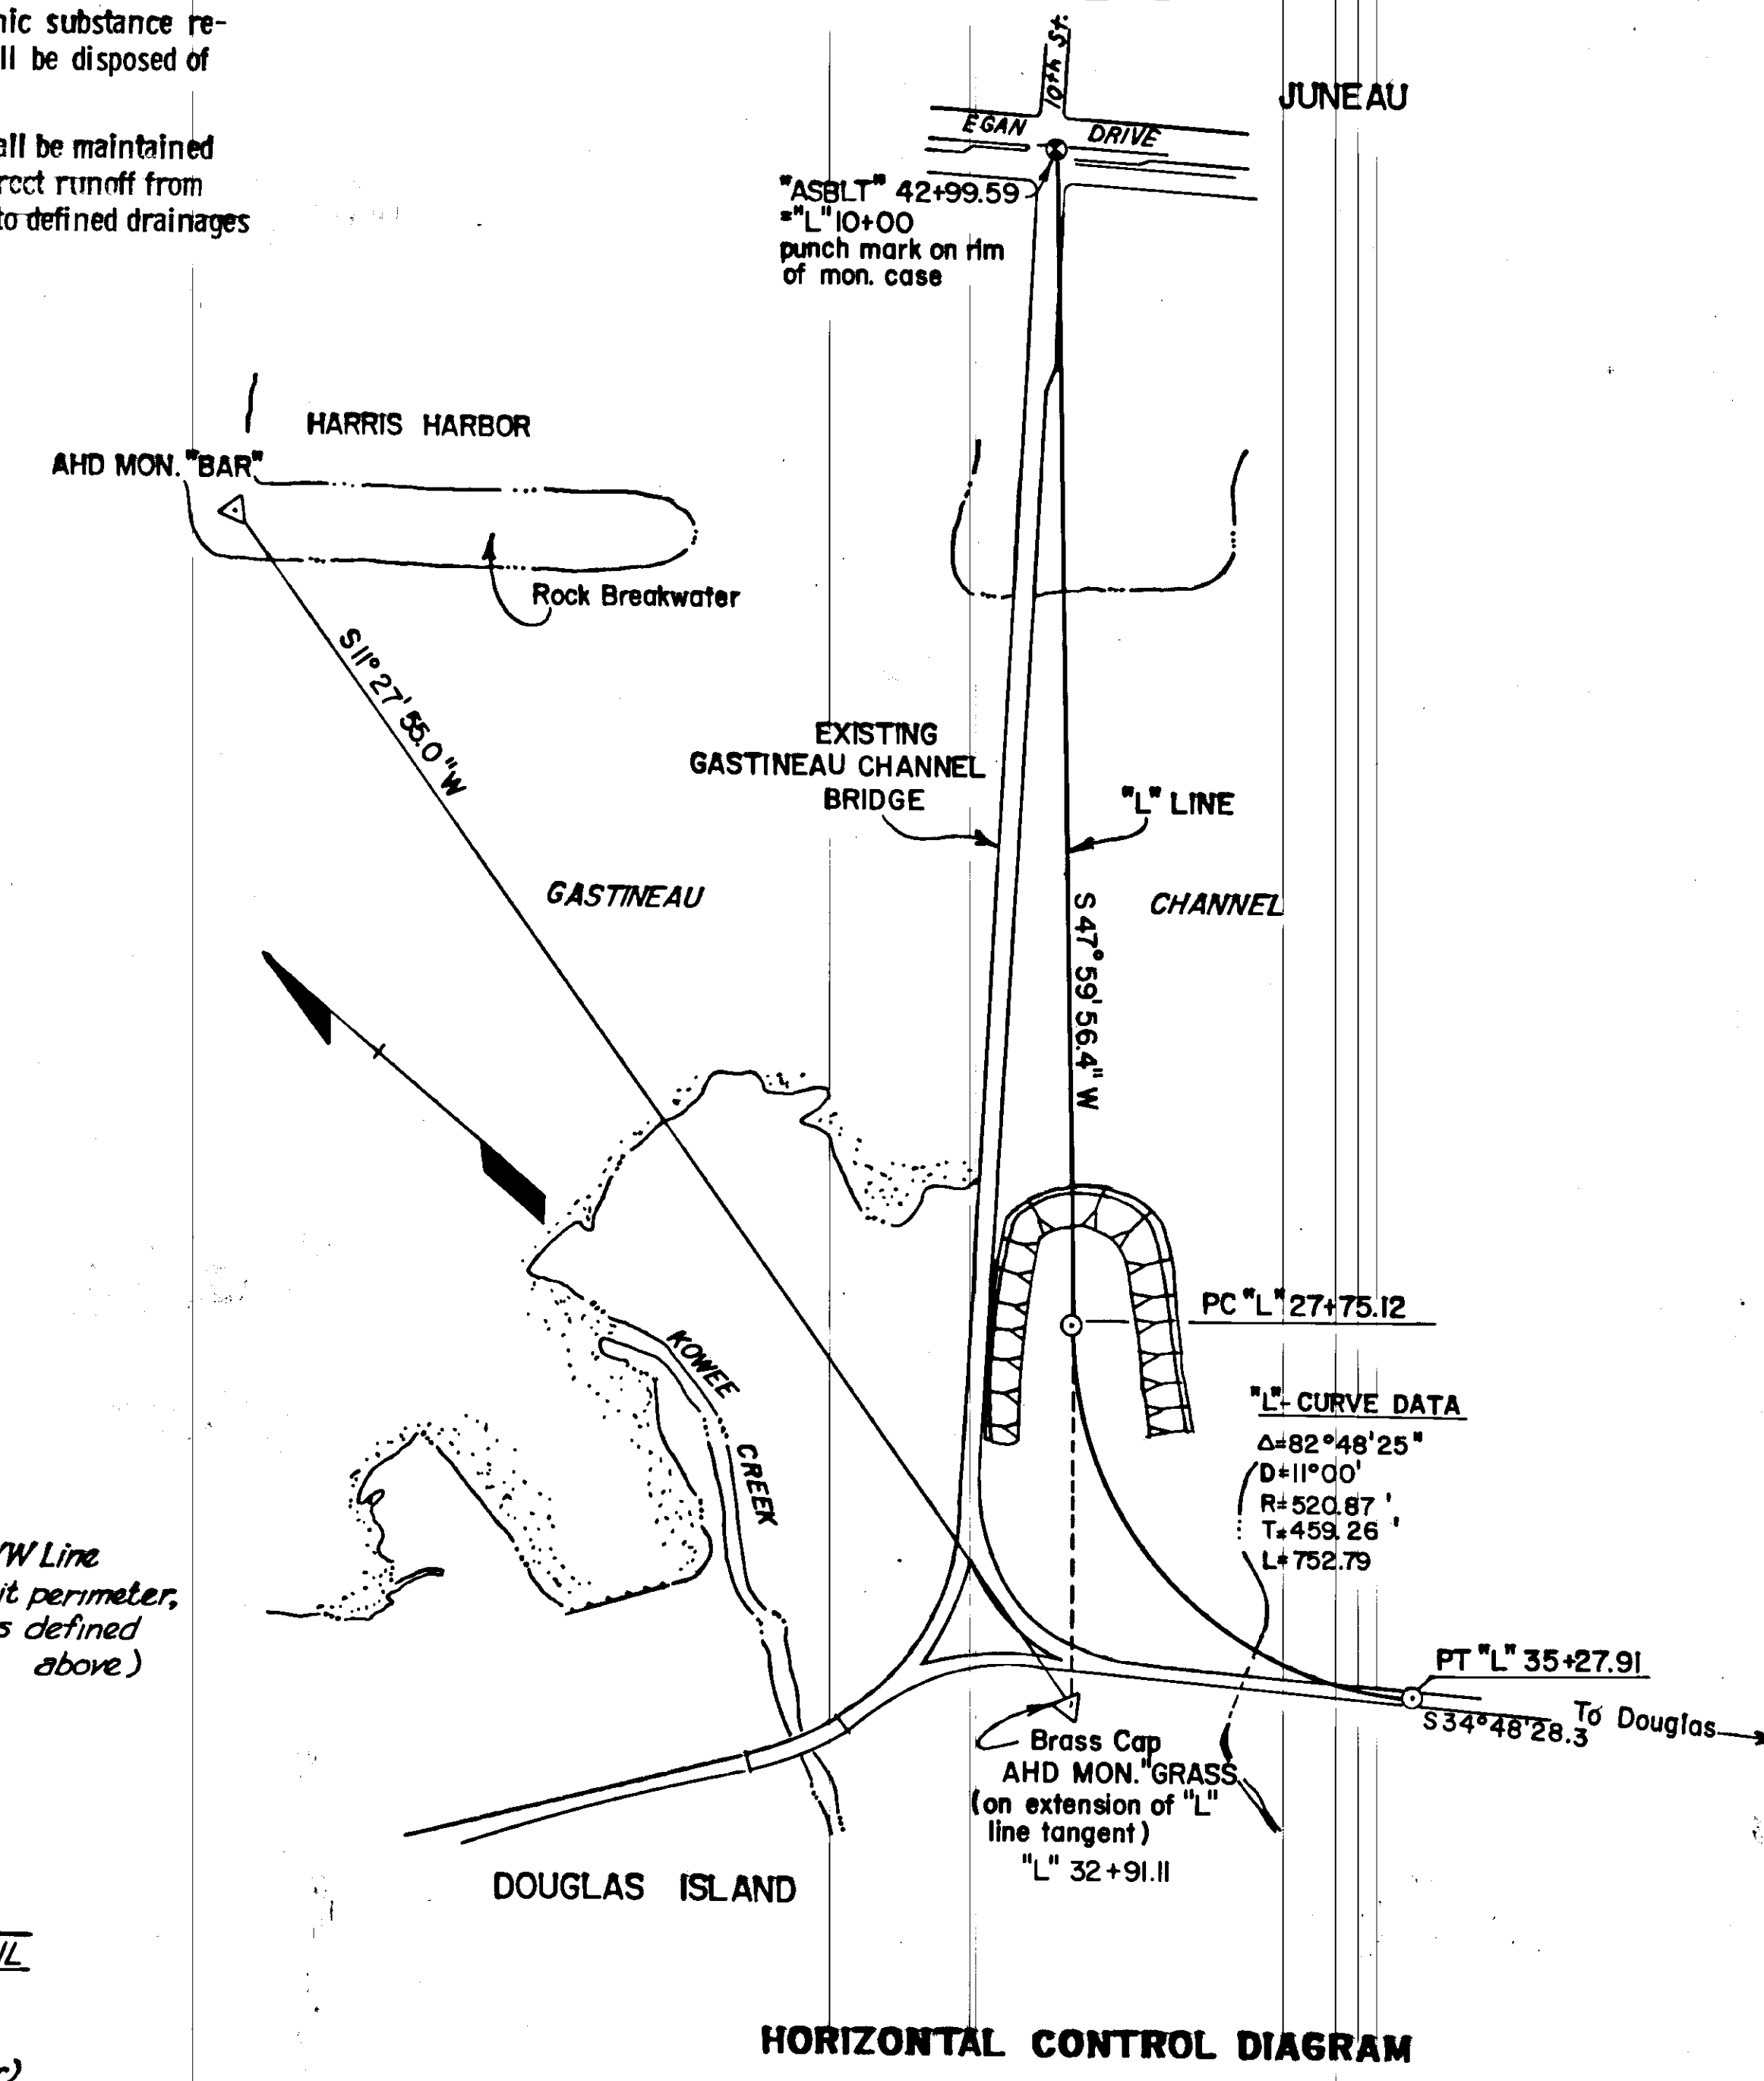 nic substance re-
ll be disposed of
all be maintained
rect runoff from
to defined drainages
10th St.
JUNEAU
EGAN DRIVE
"ASBLT" 42+99.59
="L" 10+00
punch mark on rim
of mon. case
HARRIS HARBOR
AHD MON. "BAR"
Rock Breakwater
S11°27'55.0"W
EXISTING
GASTINEAU CHANNEL
BRIDGE
"L" LINE
GASTINEAU
CHANNEL
S 47°59'56.4" W
PC "L" 27+75.12
KOWEE
CREEK
"L"- CURVE DATA
Δ=82°48'25"
D=11°00'
R=520.87'
T=459.26'
L=752.79
/W Line
it perimeter,
s defined
above)
PT "L" 35+27.91
S34°48'28.3
To Douglas
Brass Cap
AHD MON. "GRASS
(on extension of "L"
line tangent)
"L" 32+91.11
DOUGLAS ISLAND
IL
HORIZONTAL CONTROL DIAGRAM